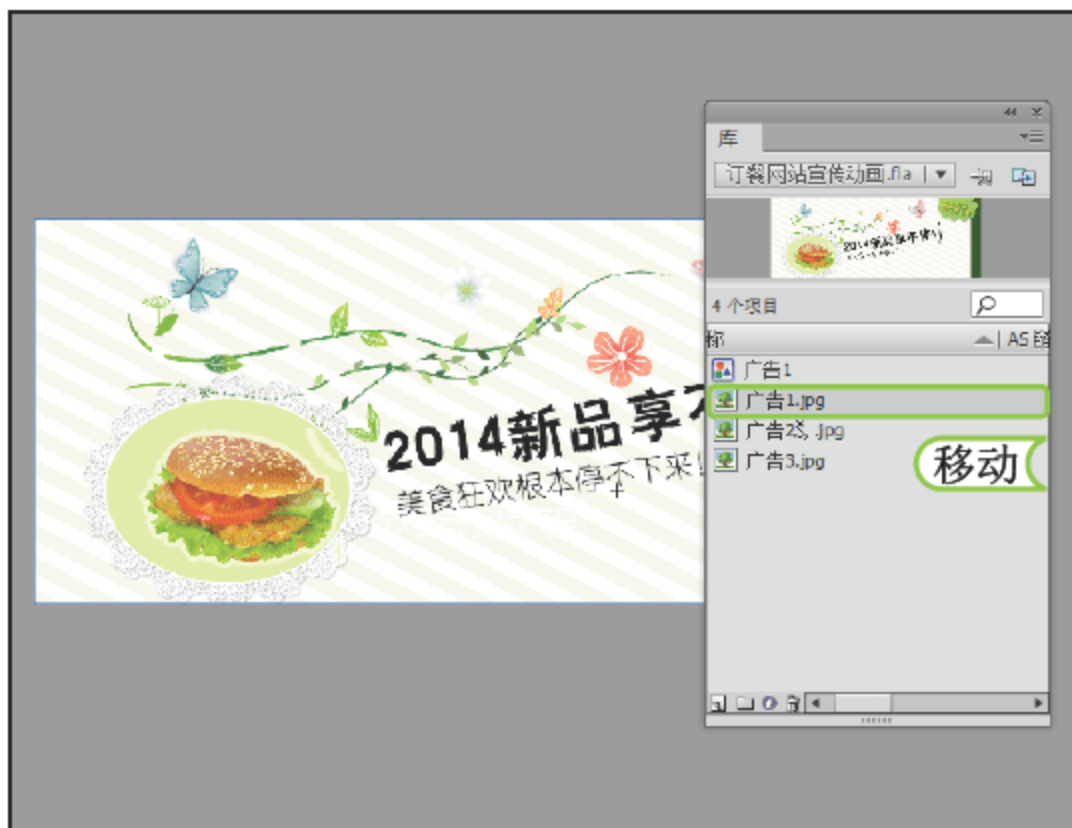 库
订餐网站宣传动画.fla
4 个项目
称 AS 链
广告1
广告1.jpg
广告2.jpg
广告3.jpg
移动
2014新品享不
美食狂欢根本停不下来!